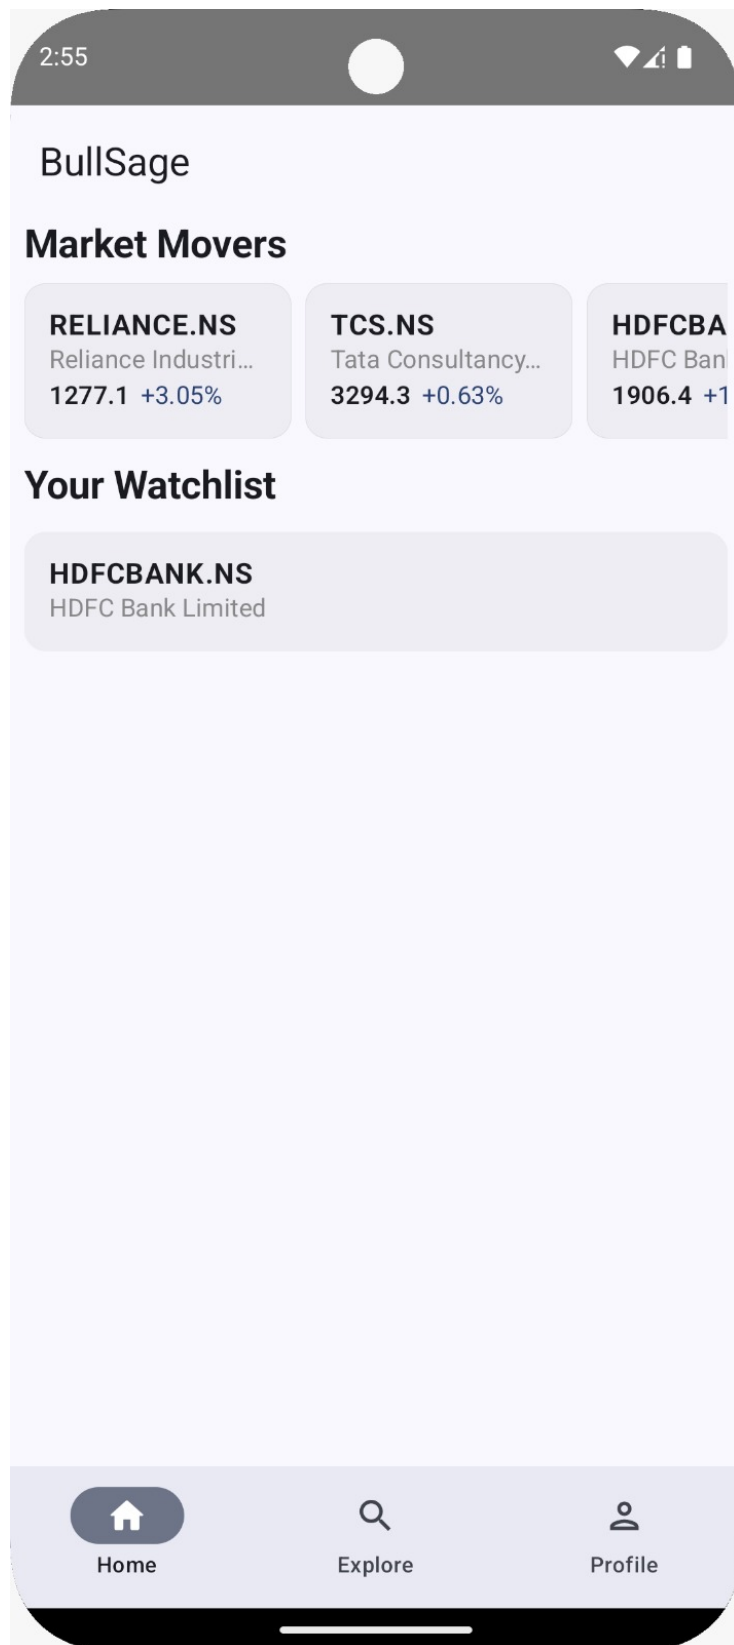 2:55
BullSage
Market Movers
RELIANCE.NS
Reliance Industri...
1277.1 +3.05%
TCS.NS
Tata Consultancy...
3294.3 +0.63%
HDFCBA
HDFC Ban
1906.4 +1
Your Watchlist
HDFCBANK.NS
HDFC Bank Limited
Home
Explore
Profile